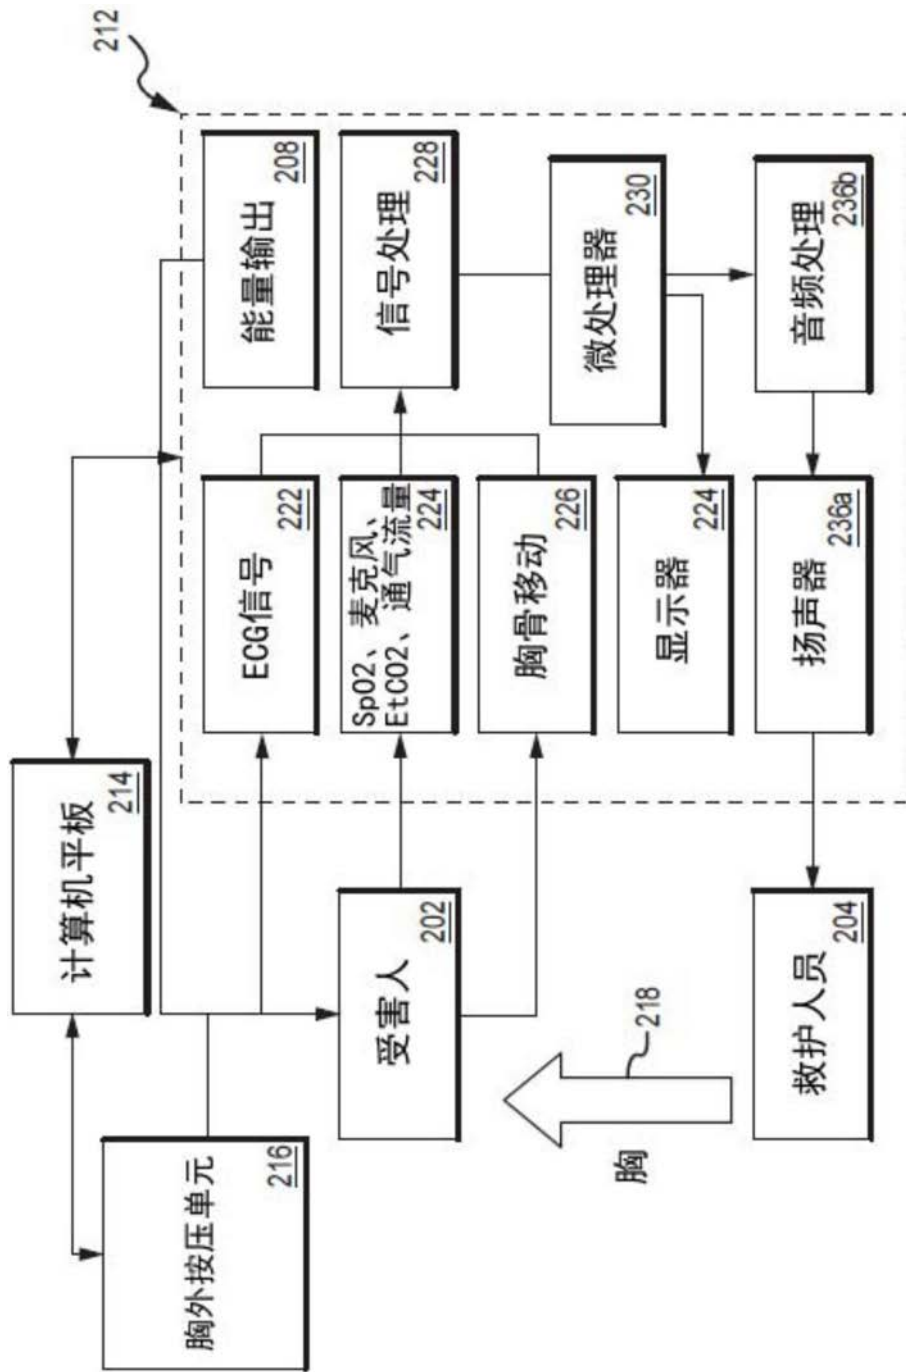 计算机平板
214
212
胸外按压单元
216
ECG信号
222
能量输出
208
受害人
202
SpO2、麦克风、
EtCO2、通气流量
224
信号处理
228
胸骨移动
226
微处理器
230
胸
218
显示器
224
救护人员
204
扬声器
236a
音频处理
236b